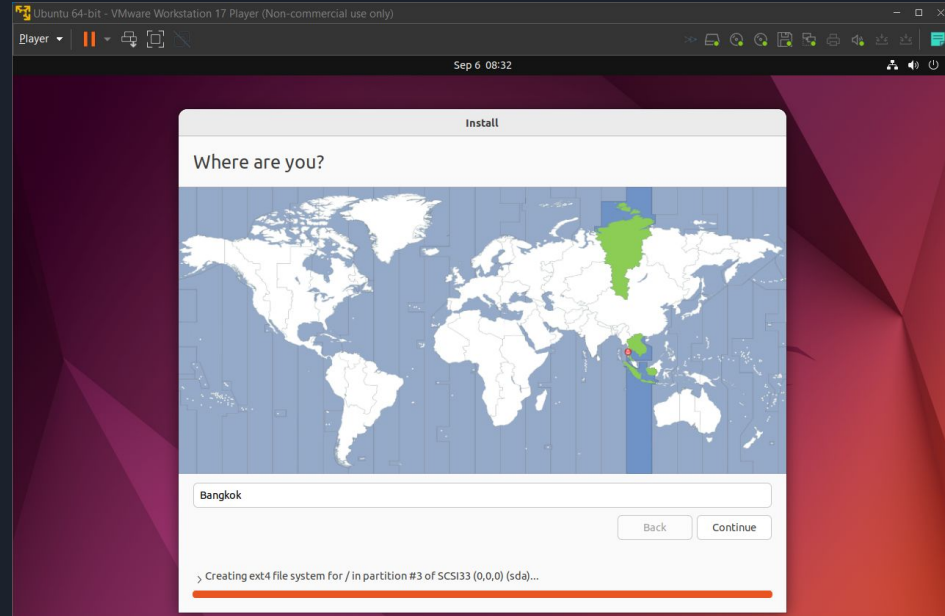 Ubuntu 64-bit - VMware Workstation 17 Player (Non-commercial use only)
Player
Sep 6 08:32
Install
Where are you?
Bangkok
Back
Continue
Creating ext4 file system for / in partition #3 of SCSI33 (0,0,0) (sda)...